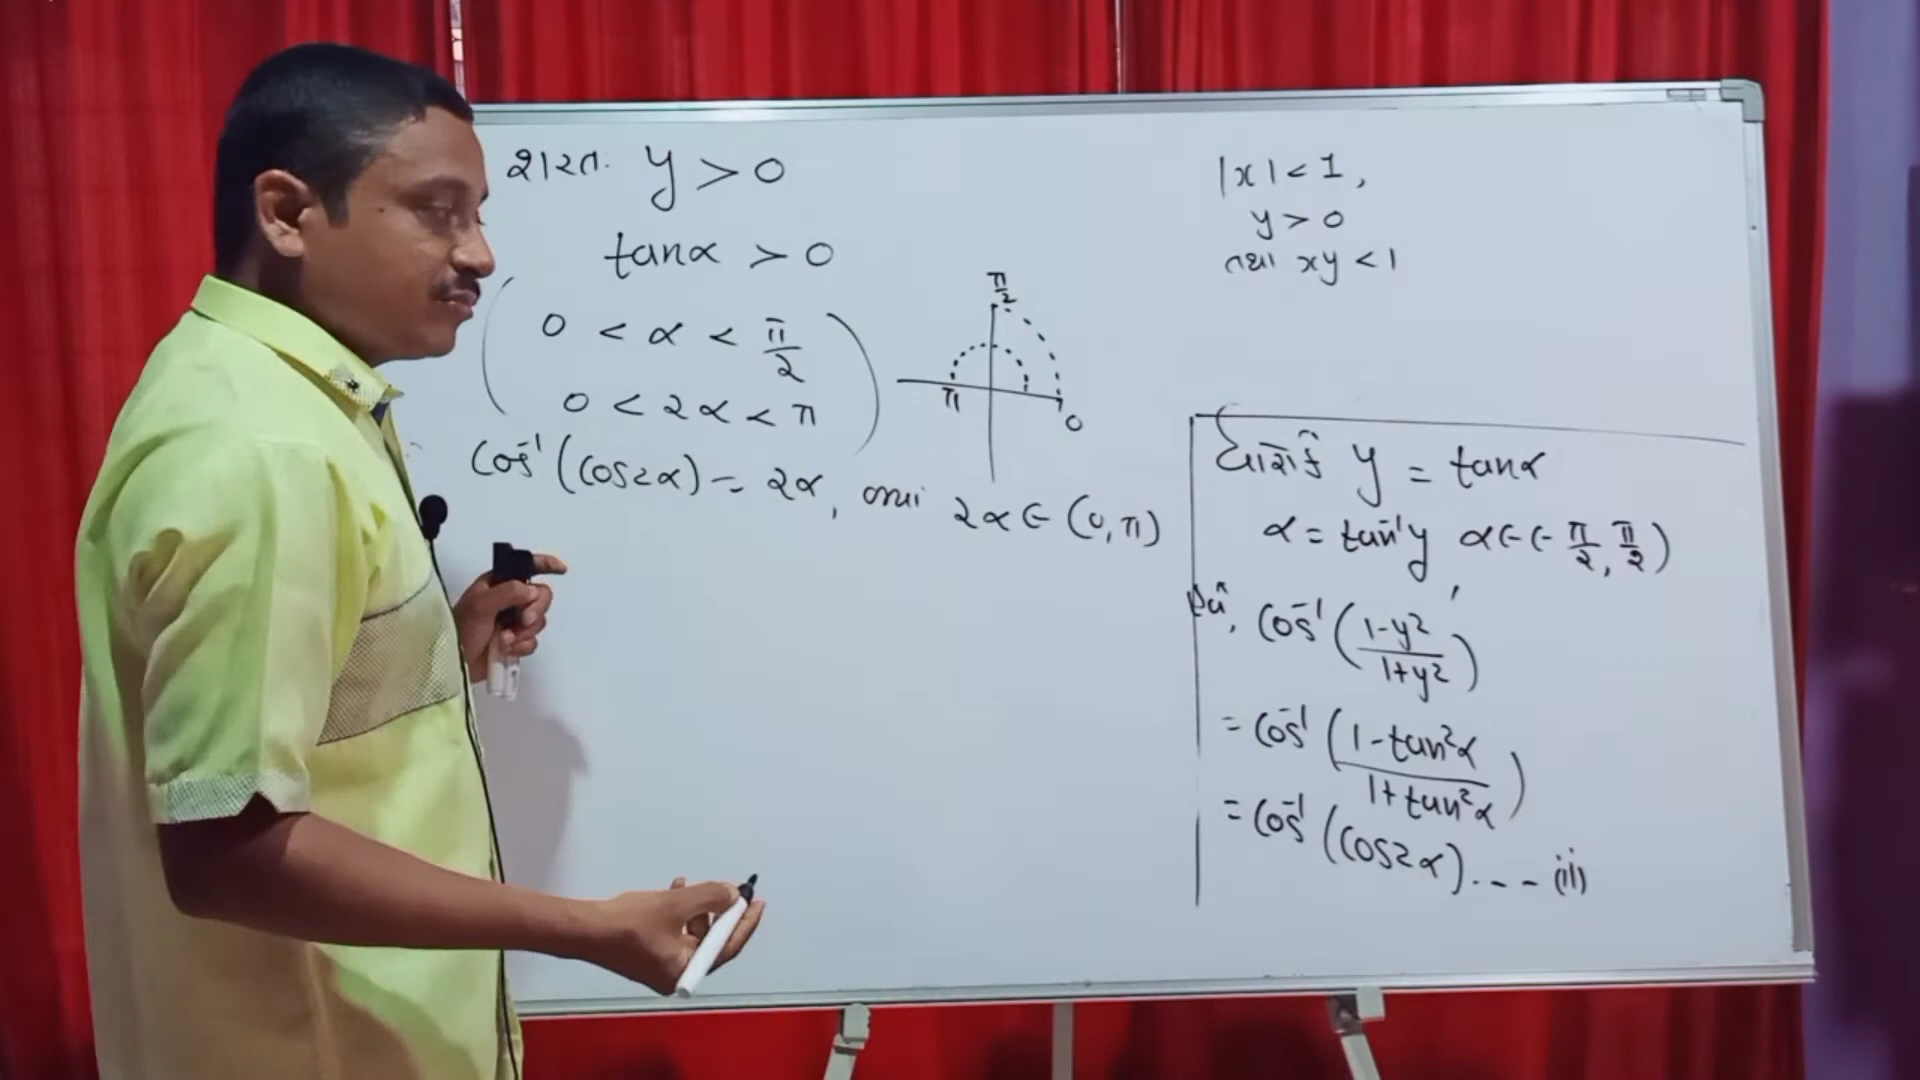 y > 0
tanα > 0
0 < α < π/2
0 < 2α < π
cos⁻¹(cos2α) = 2α, 2α ∈ (0, π)
π/2
π
0
|x| < 1,
y > 0
તથા xy < 1
ધારોકે y = tanα
α = tan⁻¹y, α ∈ (-π/2, π/2)
cos⁻¹((1-y²)/(1+y²))
= cos⁻¹((1-tan²α)/(1+tan²α))
= cos⁻¹(cos2α)...(ii)